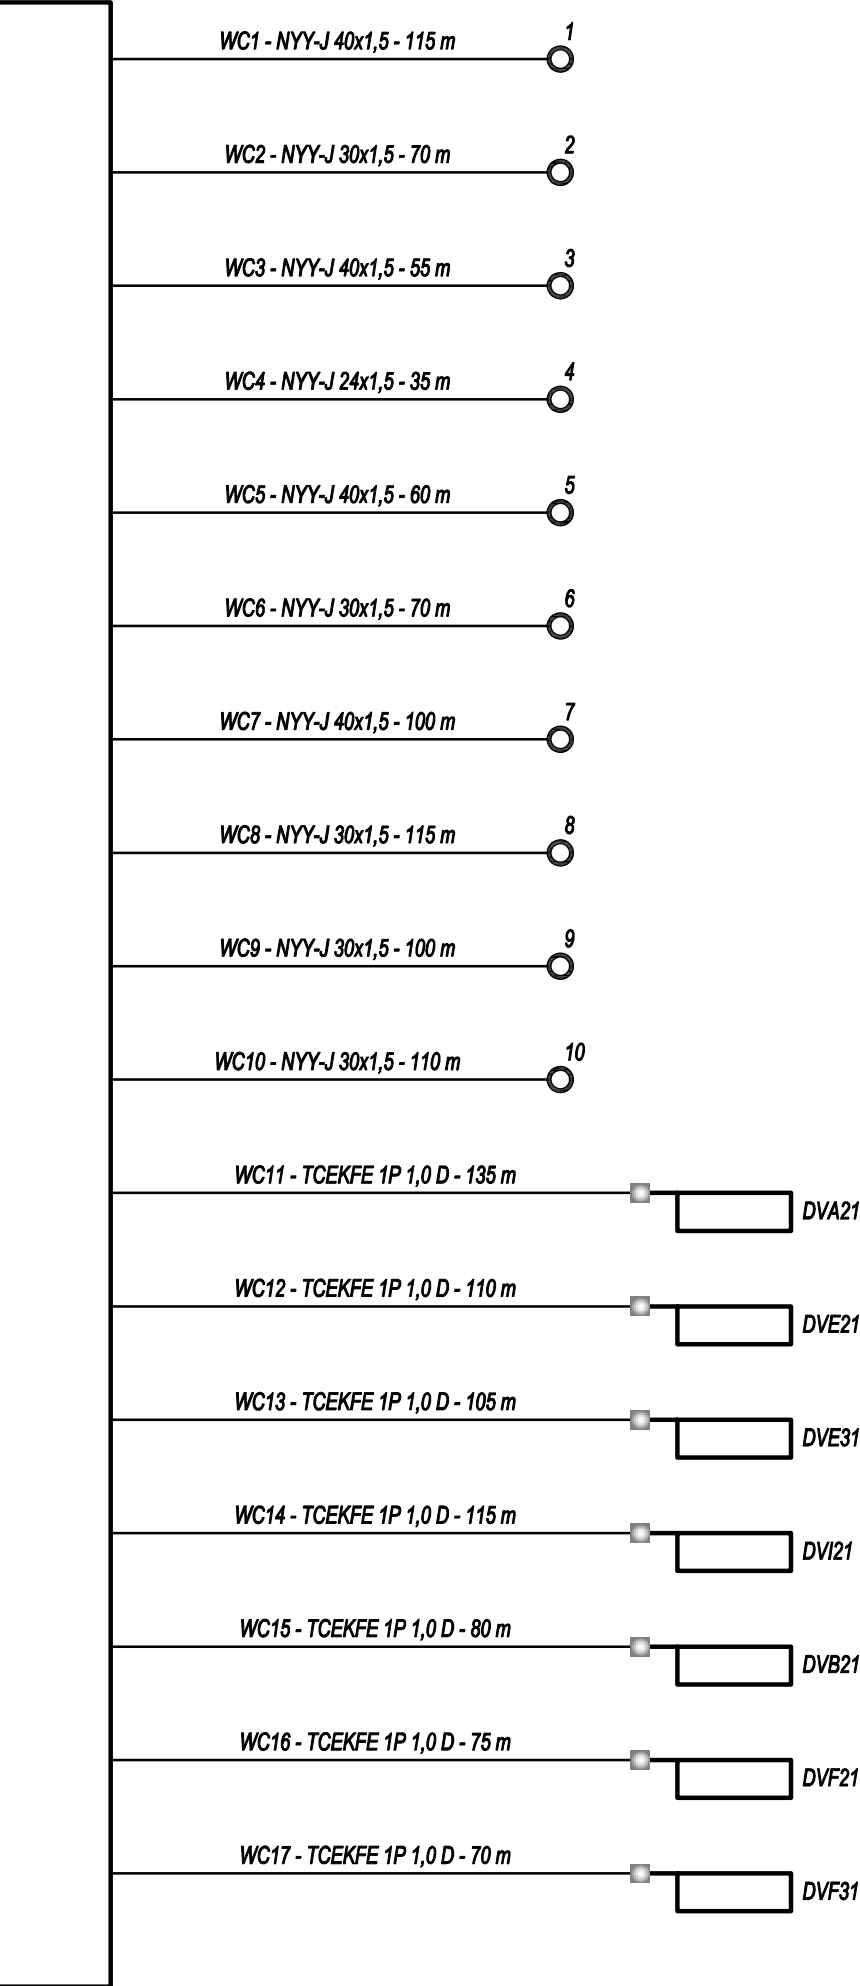 1
WC1 - NYY-J 40x1,5 - 115 m
2
WC2 - NYY-J 30x1,5 - 70 m
3
WC3 - NYY-J 40x1,5 - 55 m
4
WC4 - NYY-J 24x1,5 - 35 m
5
WC5 - NYY-J 40x1,5 - 60 m
6
WC6 - NYY-J 30x1,5 - 70 m
7
WC7 - NYY-J 40x1,5 - 100 m
8
WC8 - NYY-J 30x1,5 - 115 m
9
WC9 - NYY-J 30x1,5 - 100 m
10
WC10 - NYY-J 30x1,5 - 110 m
WC11 - TCEKFE 1P 1,0 D - 135 m
DVA21
WC12 - TCEKFE 1P 1,0 D - 110 m
DVE21
WC13 - TCEKFE 1P 1,0 D - 105 m
DVE31
WC14 - TCEKFE 1P 1,0 D - 115 m
DVI21
WC15 - TCEKFE 1P 1,0 D - 80 m
DVB21
WC16 - TCEKFE 1P 1,0 D - 75 m
DVF21
WC17 - TCEKFE 1P 1,0 D - 70 m
DVF31